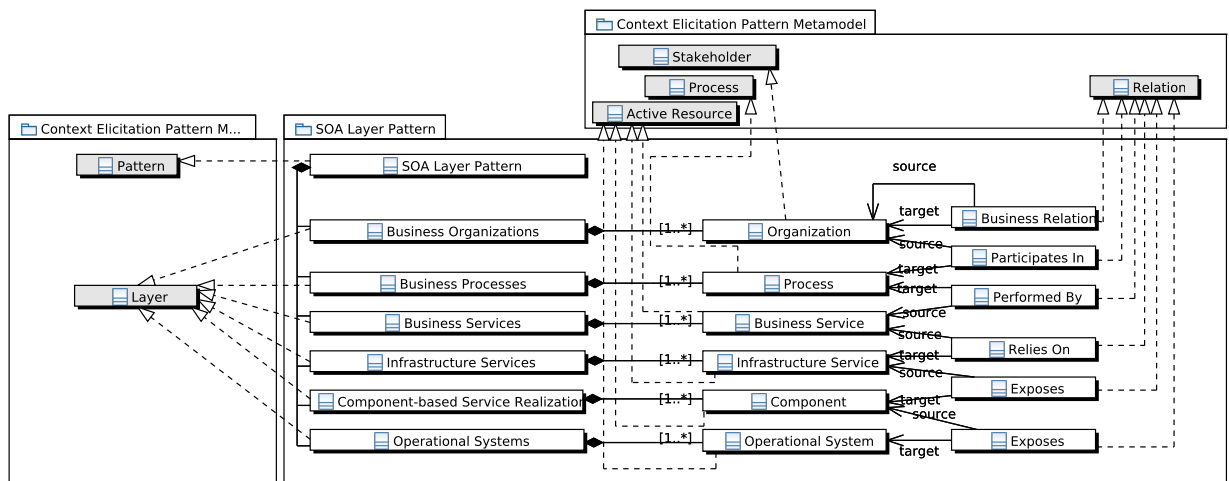 Context Elicitation Pattern Metamodel
Stakeholder
Process
Relation
Active Resource
Context Elicitation Pattern M...
SOA Layer Pattern
Pattern
SOA Layer Pattern
source
target
Business Relation
Business Organizations
[1..*]
Organization
source
Participates In
target
Business Processes
[1..*]
Process
target
Performed By
Layer
source
Business Services
[1..*]
Business Service
source
Relies On
target
Infrastructure Services
[1..*]
Infrastructure Service
source
Exposes
target
Component-based Service Realization
[1..*]
Component
source
Operational Systems
[1..*]
Operational System
Exposes
target